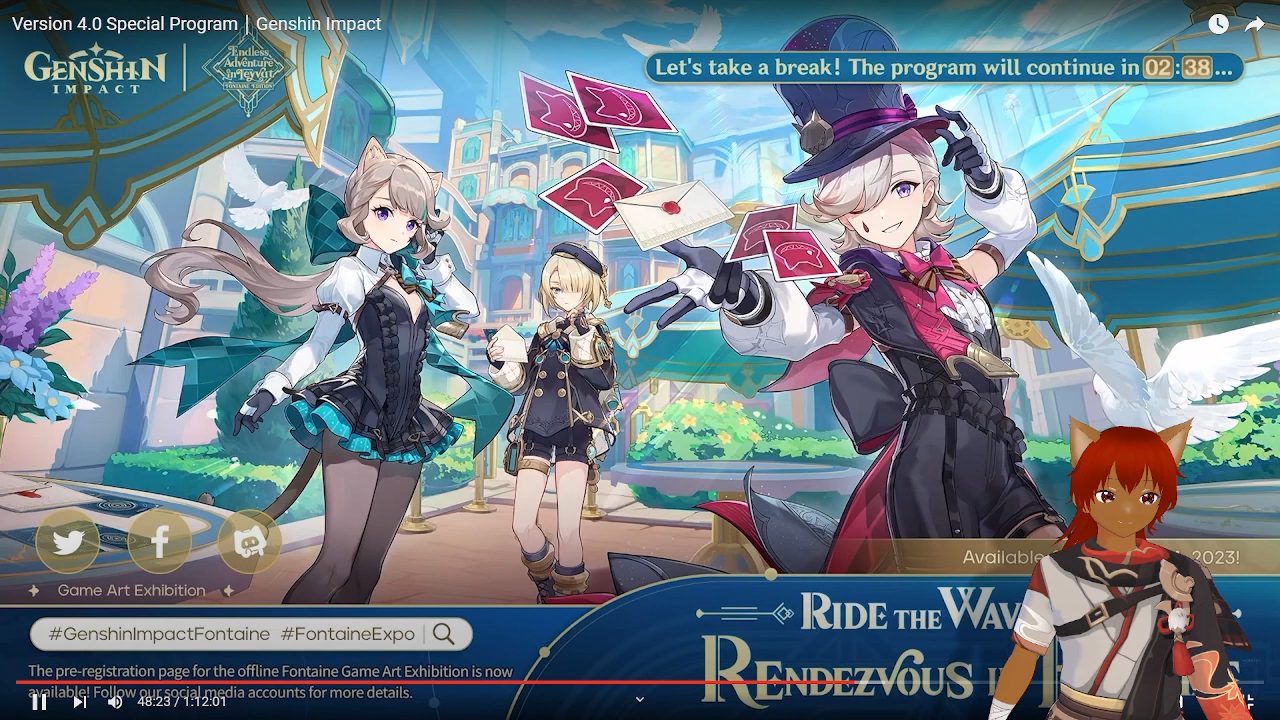 Version 4.0 Special Program | Genshin Impact
GENSHIN
IMPACT
Endless
Adventure
in Teyvat
FONTAINE EDITION
Let's take a break! The program will continue in 02:38...
Available
2023!
Game Art Exhibition
#GenshinImpactFontaine #FontaineExpo
RIDE THE WAV
RENDEZVOUS
The pre-registration page for the offline Fontaine Game Art Exhibition is now
available! Follow our social media accounts for more details.
48:23 / 1:12:01